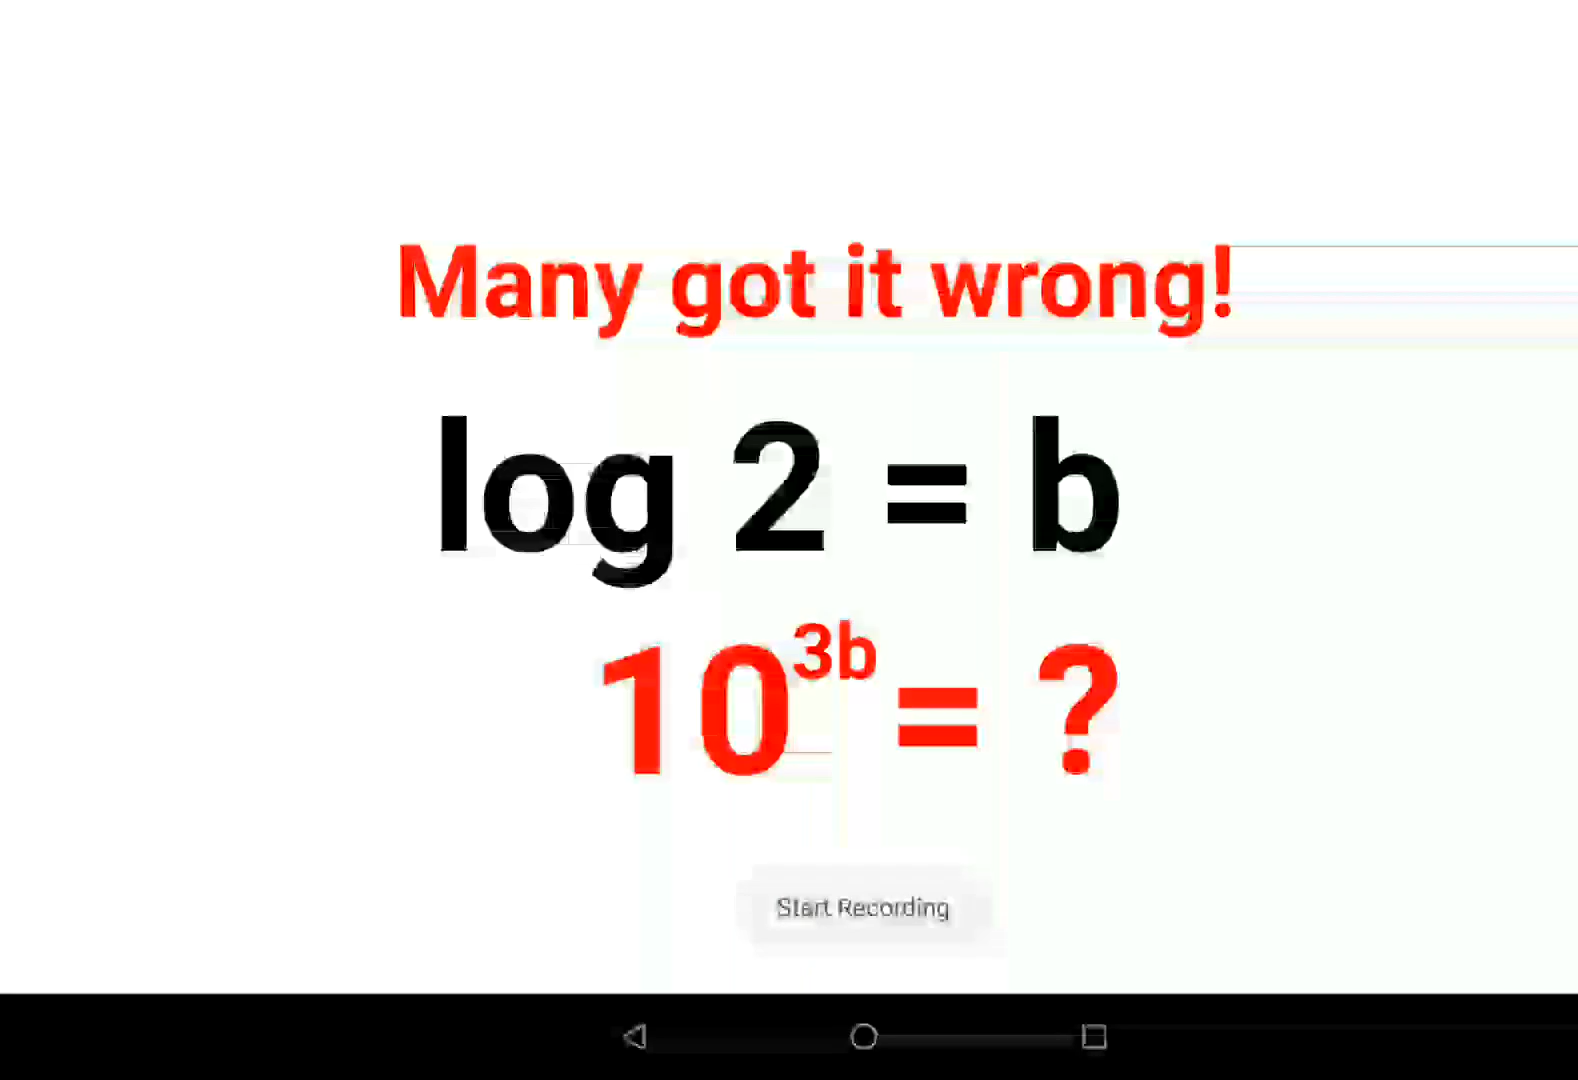 Many got it wrong!
log 2 = b
10^{3b} = ?
Start Recording